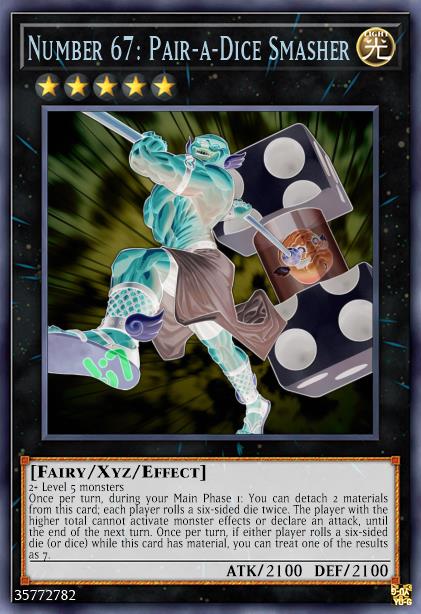 NUMBER 67: PAIR-A-DICE SMASHER
LIGHT
光
67
[FAIRY/XYZ/EFFECT]
2+ Level 5 monsters
Once per turn, during your Main Phase 1: You can detach 2 materials
from this card; each player rolls a six-sided die twice. The player with the
higher total cannot activate monster effects or declare an attack, until
the end of the next turn. Once per turn, if either player rolls a six-sided
die (or dice) while this card has material, you can treat one of the results
as 7.
ATK/2100 DEF/2100
35772782